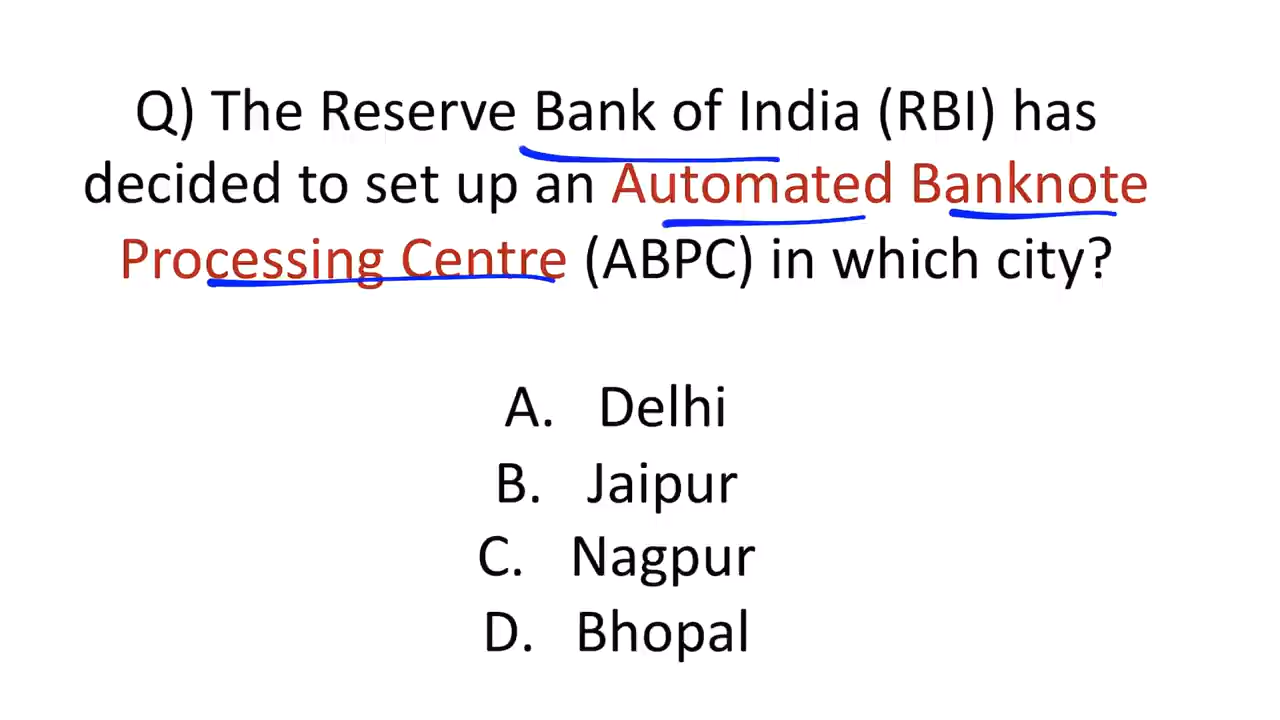 Q) The Reserve Bank of India (RBI) has
decided to set up an Automated Banknote
Processing Centre (ABPC) in which city?
A. Delhi
B. Jaipur
C. Nagpur
D. Bhopal